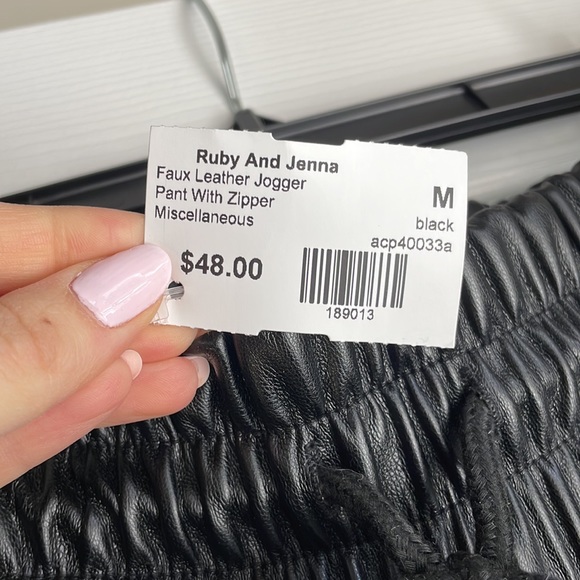 Ruby And Jenna
Faux Leather Jogger
Pant With Zipper
Miscellaneous
M
black
acp40033a
$48.00
189013